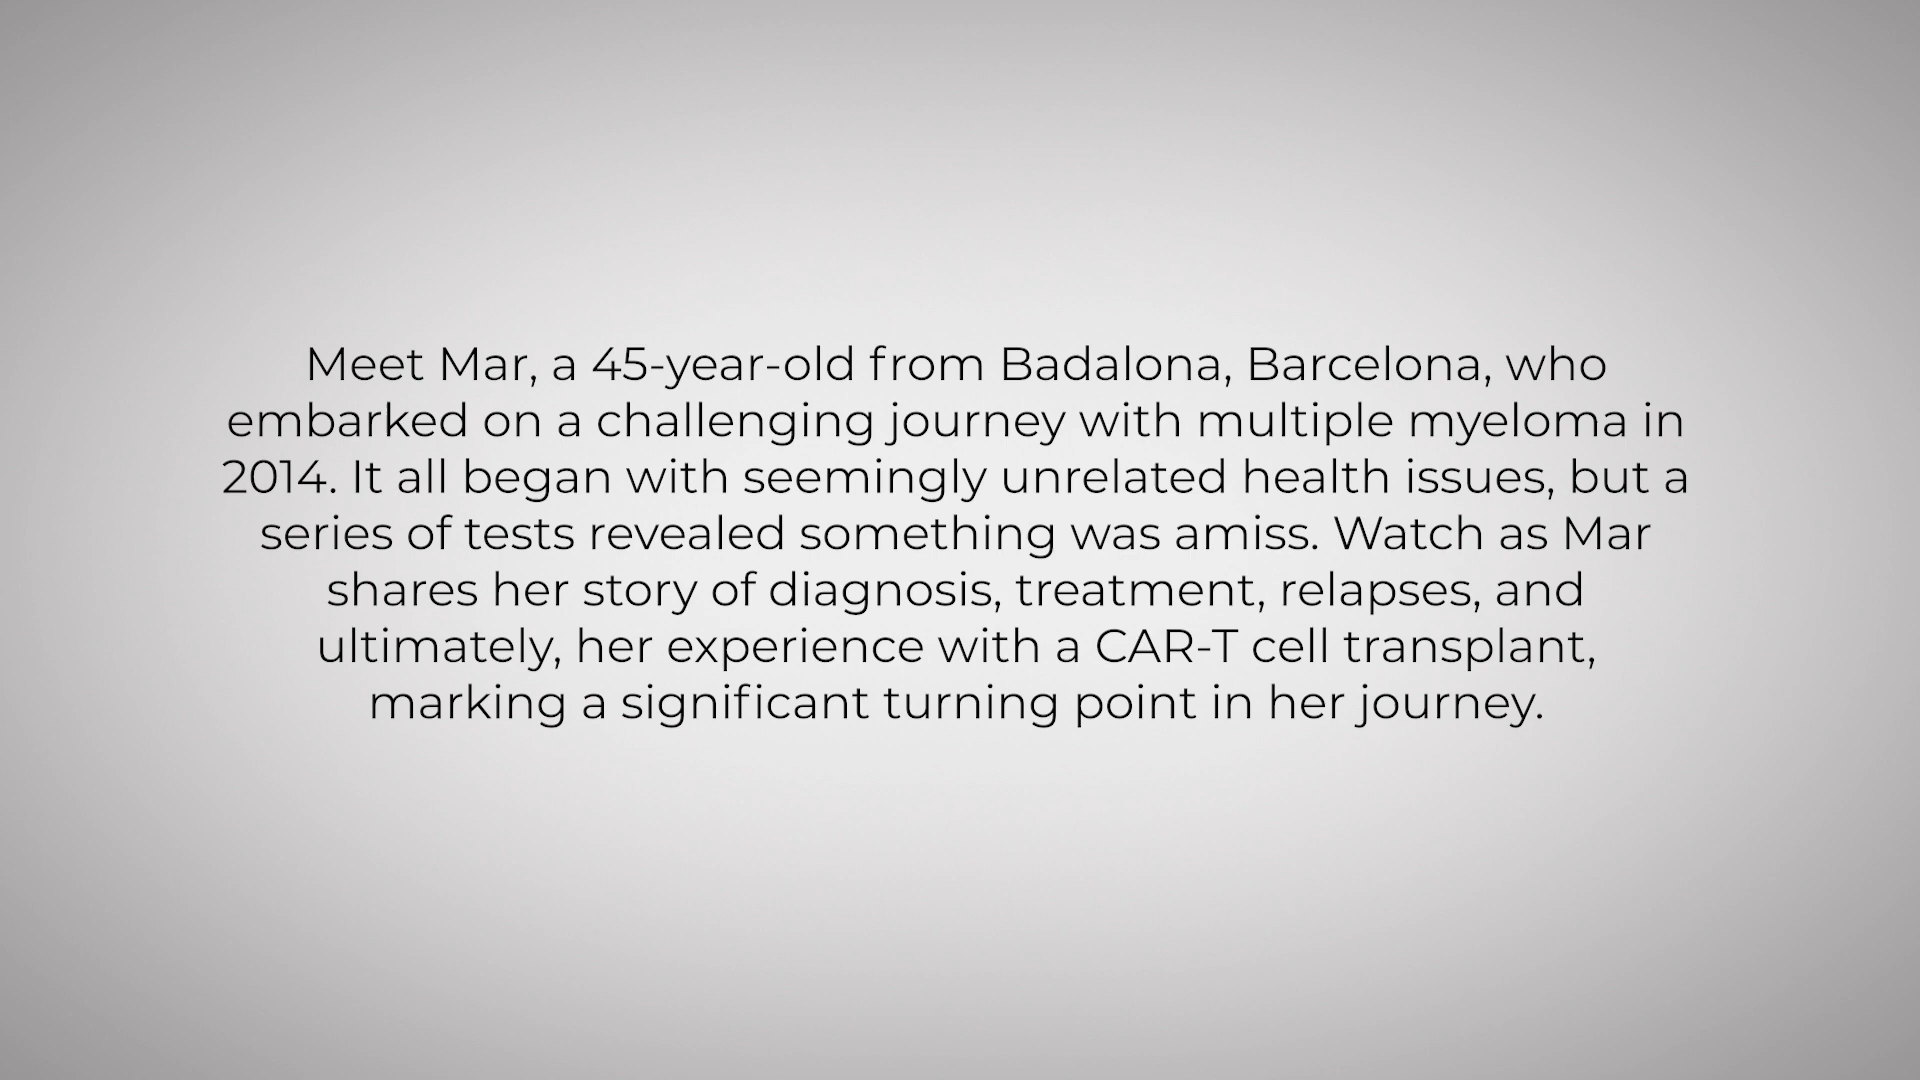 Meet Mar, a 45-year-old from Badalona, Barcelona, who
embarked on a challenging journey with multiple myeloma in
2014. It all began with seemingly unrelated health issues, but a
series of tests revealed something was amiss. Watch as Mar
shares her story of diagnosis, treatment, relapses, and
ultimately, her experience with a CAR-T cell transplant,
marking a significant turning point in her journey.